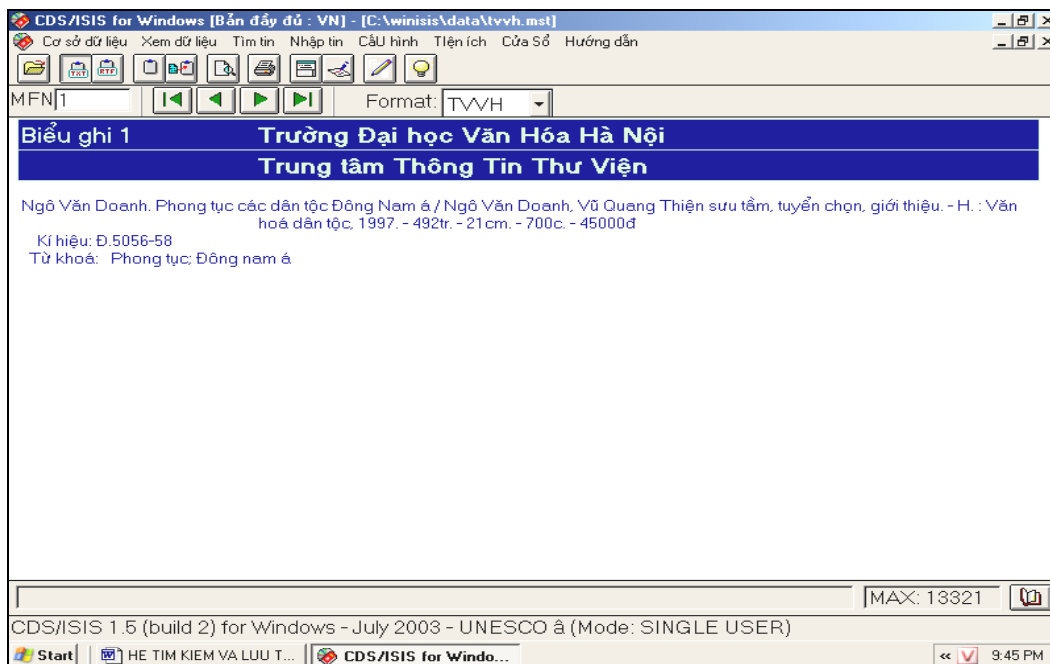 CDS/ISIS for Windows [Bản đầy đủ : VN] - [C:\winisis\data\tvvh.mst]
Cơ sở dữ liệu Xem dữ liệu Tìm tin Nhập tin CấU hình TIện ích Cửa Sổ Hướng dẫn
TXT RTF
MFN 1 Format: TVVH
Biểu ghi 1 Trường Đại học Văn Hóa Hà Nội
Trung tâm Thông Tin Thư Viện
Ngô Văn Doanh. Phong tục các dân tộc Đông Nam á / Ngô Văn Doanh, Vũ Quang Thiện sưu tầm, tuyển chọn, giới thiệu. - H. : Văn
hoá dân tộc, 1997. - 492tr. - 21cm. - 700c. - 45000đ
Kí hiệu: Đ.5056-58
Từ khoá: Phong tục; Đông nam á
MAX: 13321
CDS/ISIS 1.5 (build 2) for Windows - July 2003 - UNESCO â (Mode: SINGLE USER)
Start HE TIM KIEM VA LUU T... CDS/ISIS for Windo... « V 9:45 PM